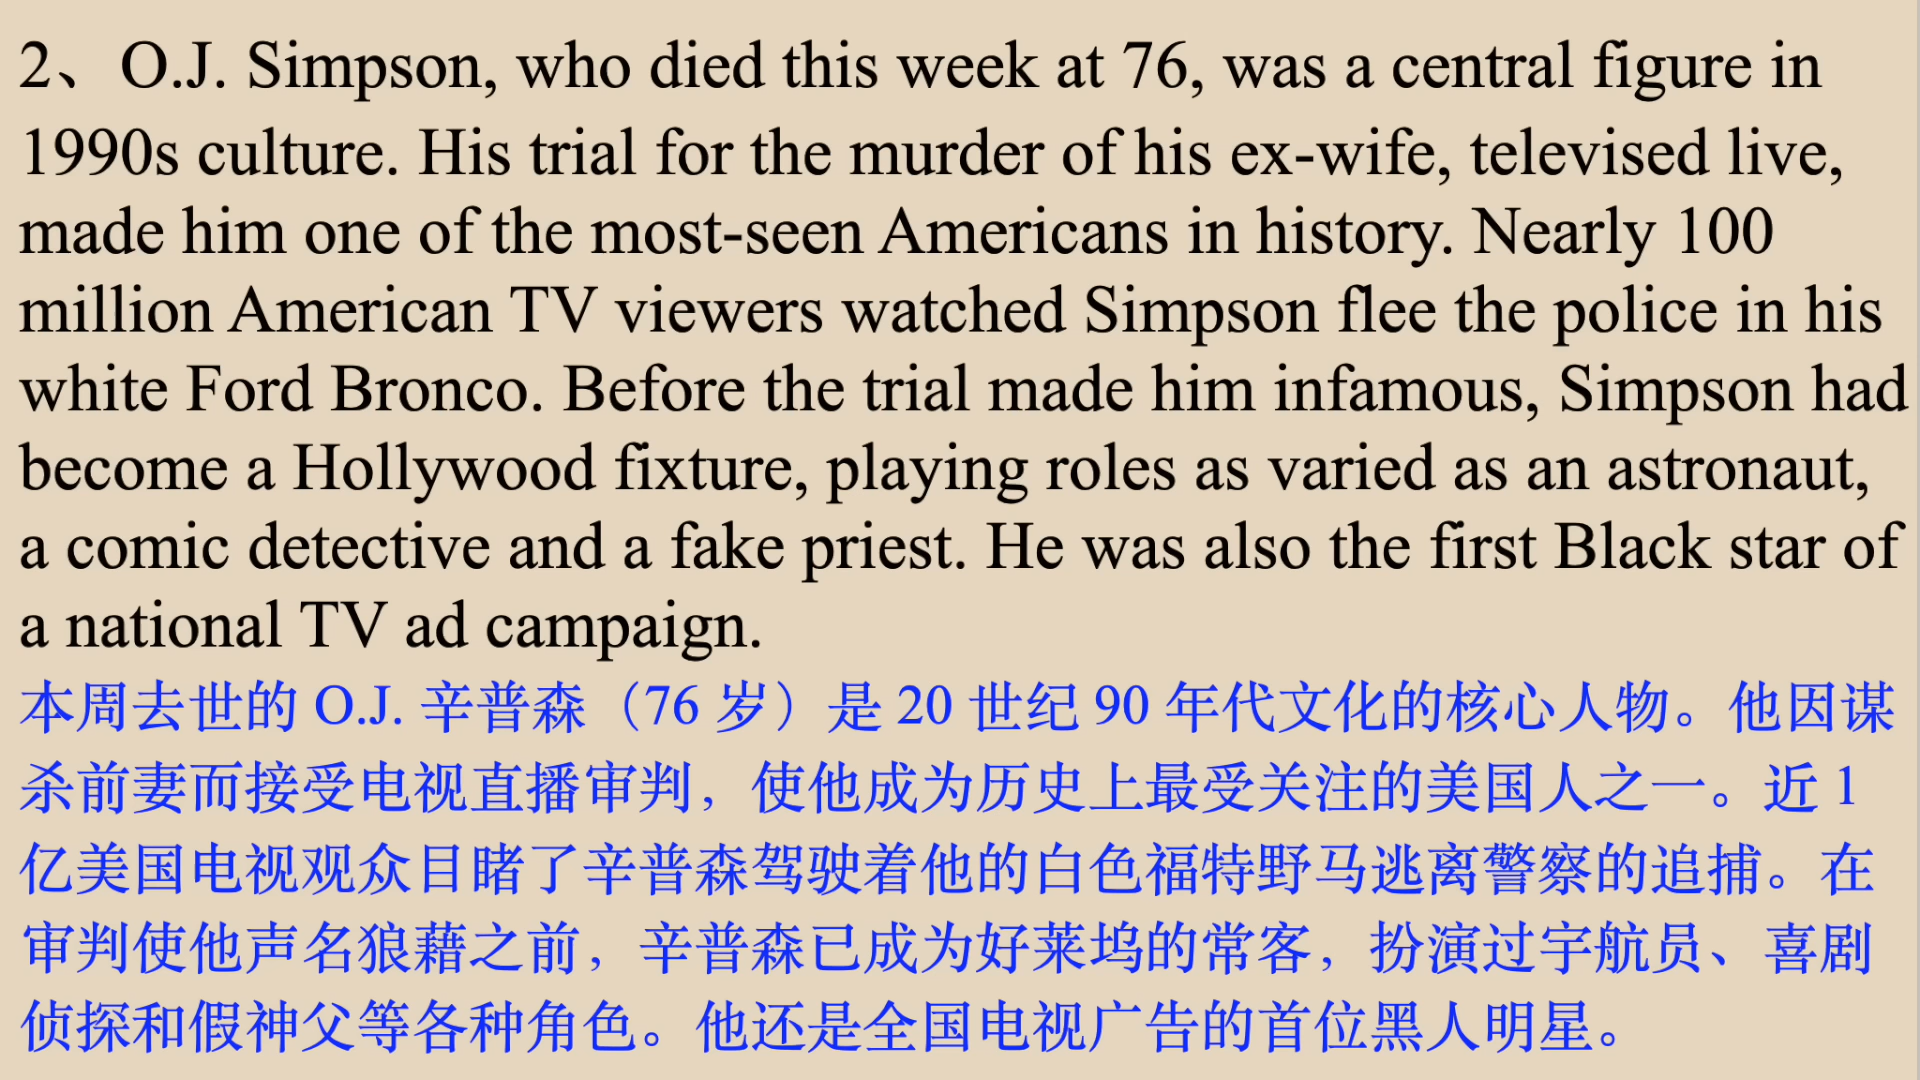 2、 O.J. Simpson, who died this week at 76, was a central figure in
1990s culture. His trial for the murder of his ex-wife, televised live,
made him one of the most-seen Americans in history. Nearly 100
million American TV viewers watched Simpson flee the police in his
white Ford Bronco. Before the trial made him infamous, Simpson had
become a Hollywood fixture, playing roles as varied as an astronaut,
a comic detective and a fake priest. He was also the first Black star of
a national TV ad campaign.
本周去世的 O.J. 辛普森（76 岁）是 20 世纪 90 年代文化的核心人物。他因谋
杀前妻而接受电视直播审判，使他成为历史上最受关注的美国人之一。近 1
亿美国电视观众目睹了辛普森驾驶着他的白色福特野马逃离警察的追捕。在
审判使他声名狼藉之前，辛普森已成为好莱坞的常客，扮演过宇航员、喜剧
侦探和假神父等各种角色。他还是全国电视广告的首位黑人明星。